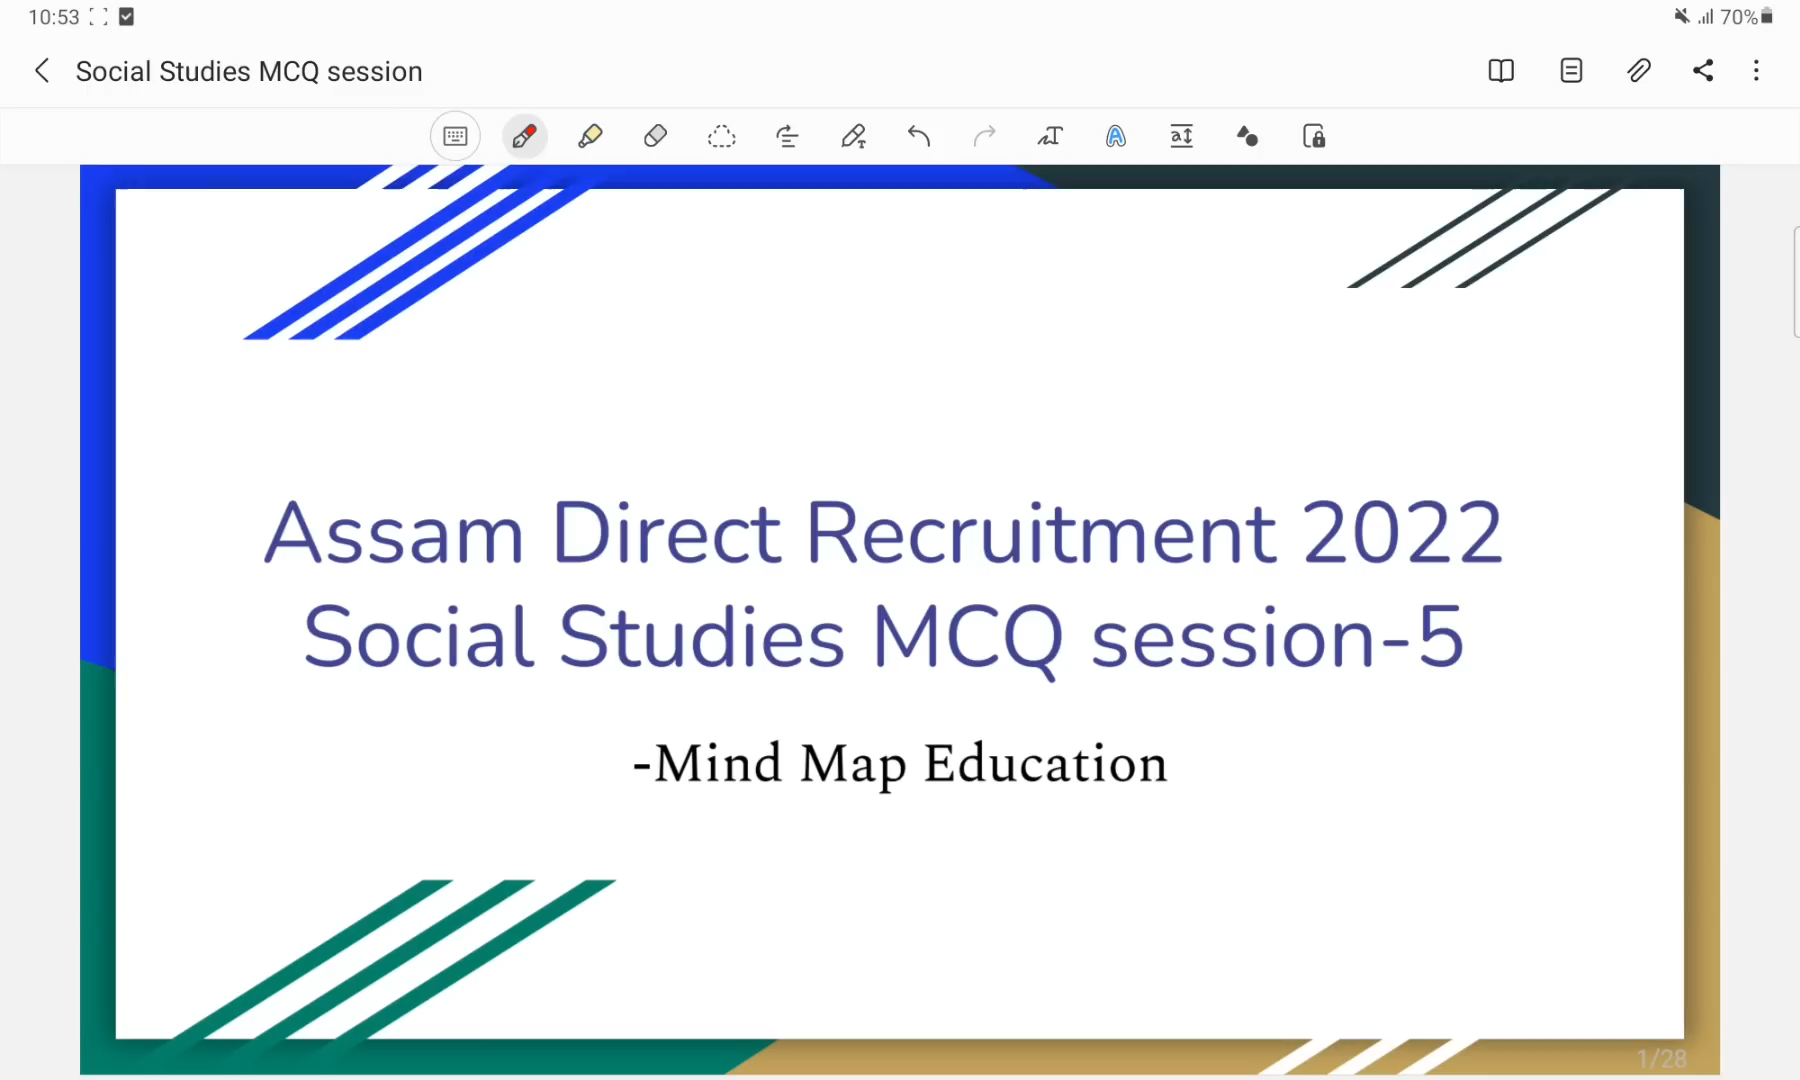 10:53
70%
Social Studies MCQ session
Assam Direct Recruitment 2022
Social Studies MCQ session-5
-Mind Map Education
1/28